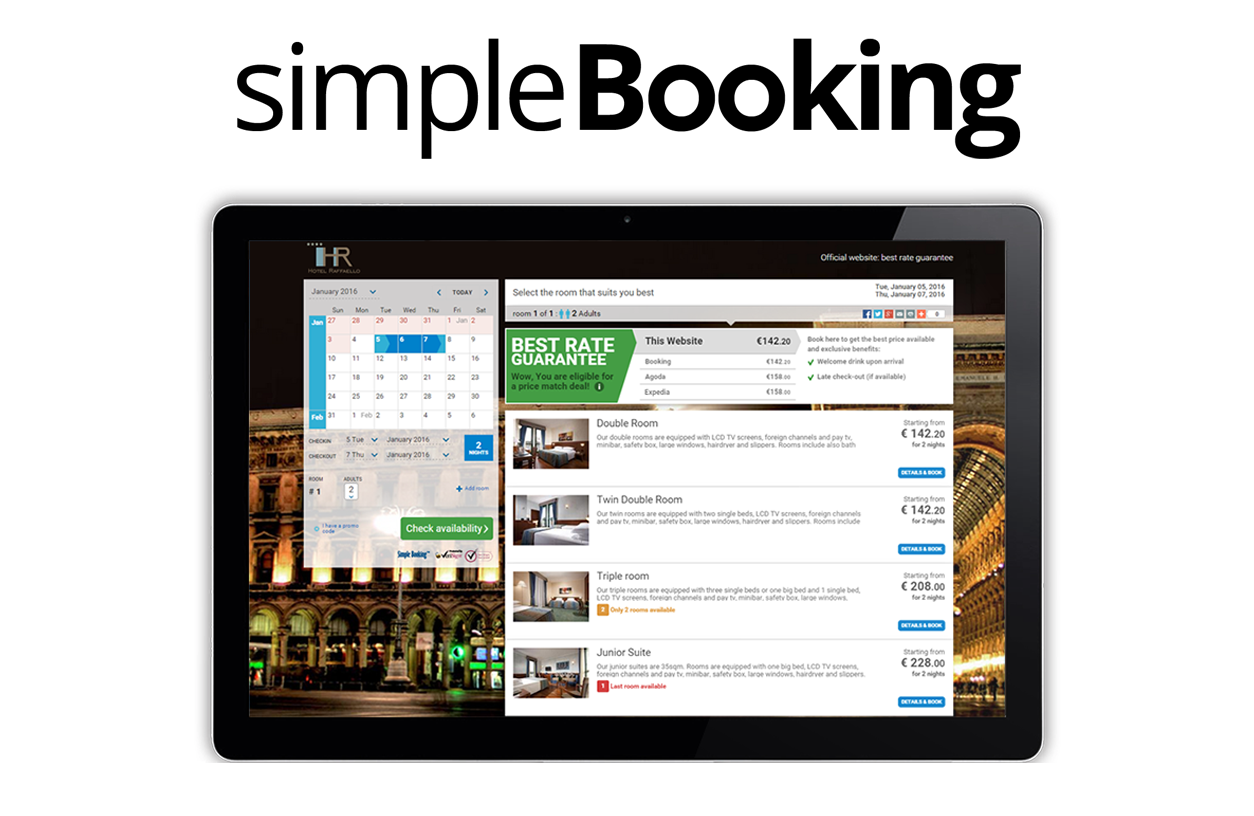 simpleBooking
HR
HOTEL RAFFAELLO
Official website: best rate guarantee
January 2016
TODAY
Sun Mon Tue Wed Thu Fri Sat
Jan 27 28 29 30 31 1 Jan 2
3 4 5 6 7 8 9
10 11 12 13 14 15 16
17 18 19 20 21 22 23
24 25 26 27 28 29 30
Feb 31 1 Feb 2 3 4 5 6
CHECKIN 5 Tue January 2016
CHECKOUT 7 Thu January 2016
2
NIGHTS
ROOM ADULTS
# 1 2
+ Add room
I have a promo
code
Check availability
Simple Booking
Select the room that suits you best
Tue, January 05, 2016
Thu, January 07, 2016
room 1 of 1 : 2 Adults
0
BEST RATE
GUARANTEE
Wow, You are eligible for
a price match deal! i
This Website €142.20
Booking €142.20
Agoda €158.00
Expedia €158.00
Book here to get the best price available
and exclusive benefits:
Welcome drink upon arrival
Late check-out (if available)
Double Room
Our double rooms are equipped with LCD TV screens, foreign channels and pay tv,
minibar, safety box, large windows, hairdryer and slippers. Rooms include also bath
Starting from
€ 142.20
for 2 nights
DETAILS & BOOK
Twin Double Room
Our twin rooms are equipped with two single beds, LCD TV screens, foreign channels
and pay tv, minibar, safety box, large windows, hairdryer and slippers. Rooms include
Starting from
€ 142.20
for 2 nights
DETAILS & BOOK
Triple room
Our triple rooms are equipped with three single beds or one big bed and 1 single bed,
LCD TV screens, foreign channels and pay tv, minibar, safety box, large windows,
2 Only 2 rooms available
Starting from
€ 208.00
for 2 nights
DETAILS & BOOK
Junior Suite
Our junior suites are 35sqm. Rooms are equipped with one big bed, LCD TV screens,
foreign channels and pay tv, minibar, safety box, large windows, hairdryer and slippers.
1 Last room available
Starting from
€ 228.00
for 2 nights
DETAILS & BOOK